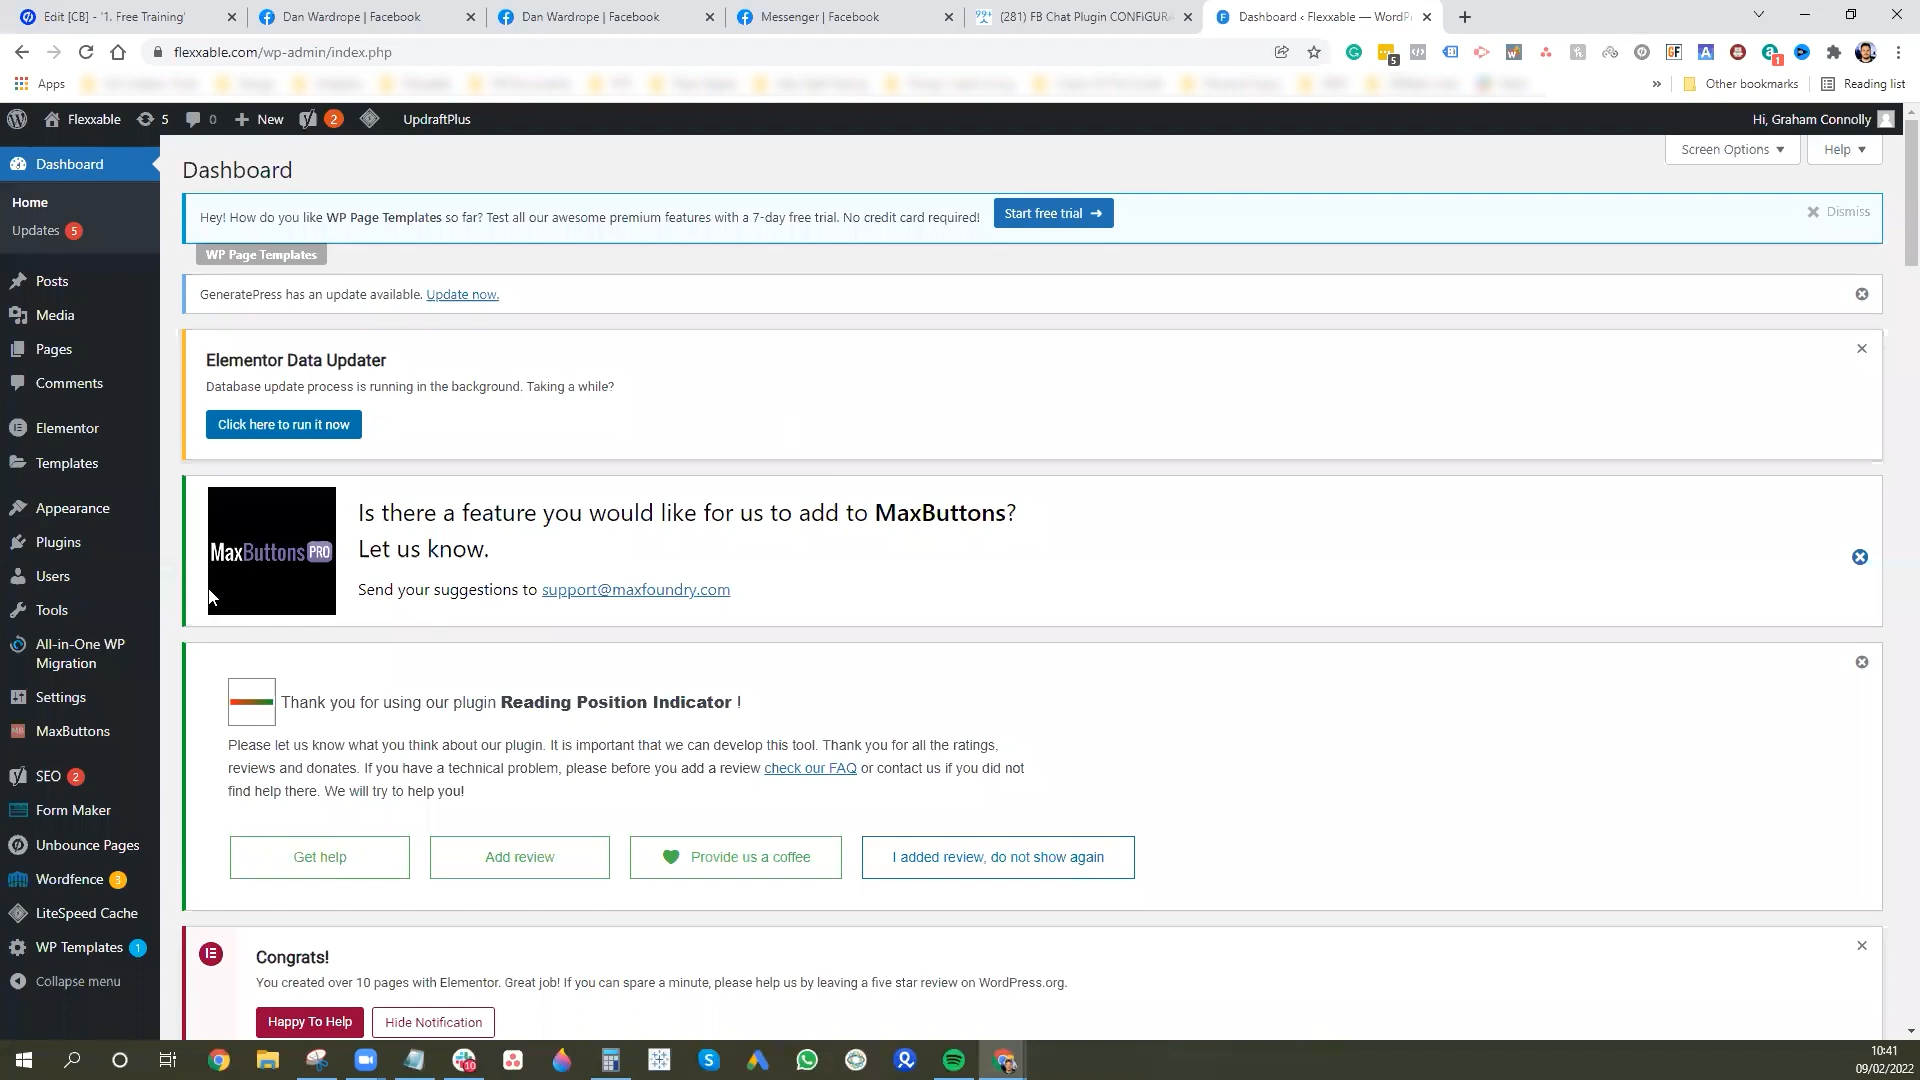 Edit [CB] - '1. Free Training'
Dan Wardrope | Facebook
Dan Wardrope | Facebook
Messenger | Facebook
99+
(281) FB Chat Plugin CONFiGUR
Dashboard ‹ Flexxable — WordP
flexxable.com/wp-admin/index.php
5
1
Apps
Other bookmarks
Reading list
Flexxable
5
0
New
2
UpdraftPlus
Hi, Graham Connolly
Dashboard
Home
Updates 5
Posts
Media
Pages
Comments
Elementor
Templates
Appearance
Plugins
Users
Tools
All-in-One WP
Migration
Settings
MaxButtons
SEO 2
Form Maker
Unbounce Pages
Wordfence 3
LiteSpeed Cache
WP Templates 1
Collapse menu
Screen Options
Help
Dashboard
Hey! How do you like WP Page Templates so far? Test all our awesome premium features with a 7-day free trial. No credit card required!
Start free trial →
Dismiss
WP Page Templates
GeneratePress has an update available. Update now.
Elementor Data Updater
Database update process is running in the background. Taking a while?
Click here to run it now
MaxButtons PRO
Is there a feature you would like for us to add to MaxButtons?
Let us know.
Send your suggestions to support@maxfoundry.com
Thank you for using our plugin Reading Position Indicator !
Please let us know what you think about our plugin. It is important that we can develop this tool. Thank you for all the ratings,
reviews and donates. If you have a technical problem, please before you add a review check our FAQ or contact us if you did not
find help there. We will try to help you!
Get help
Add review
Provide us a coffee
I added review, do not show again
Congrats!
You created over 10 pages with Elementor. Great job! If you can spare a minute, please help us by leaving a five star review on WordPress.org.
Happy To Help
Hide Notification
10
10:41
09/02/2022